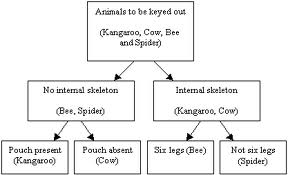 Animals to be keyed out
(Kangaroo, Cow, Bee
and Spider)
No internal skeleton
(Bee, Spider)
Internal skeleton
(Kangaroo, Cow)
Pouch present
(Kangaroo)
Pouch absent
(Cow)
Six legs (Bee)
Not six legs
(Spider)